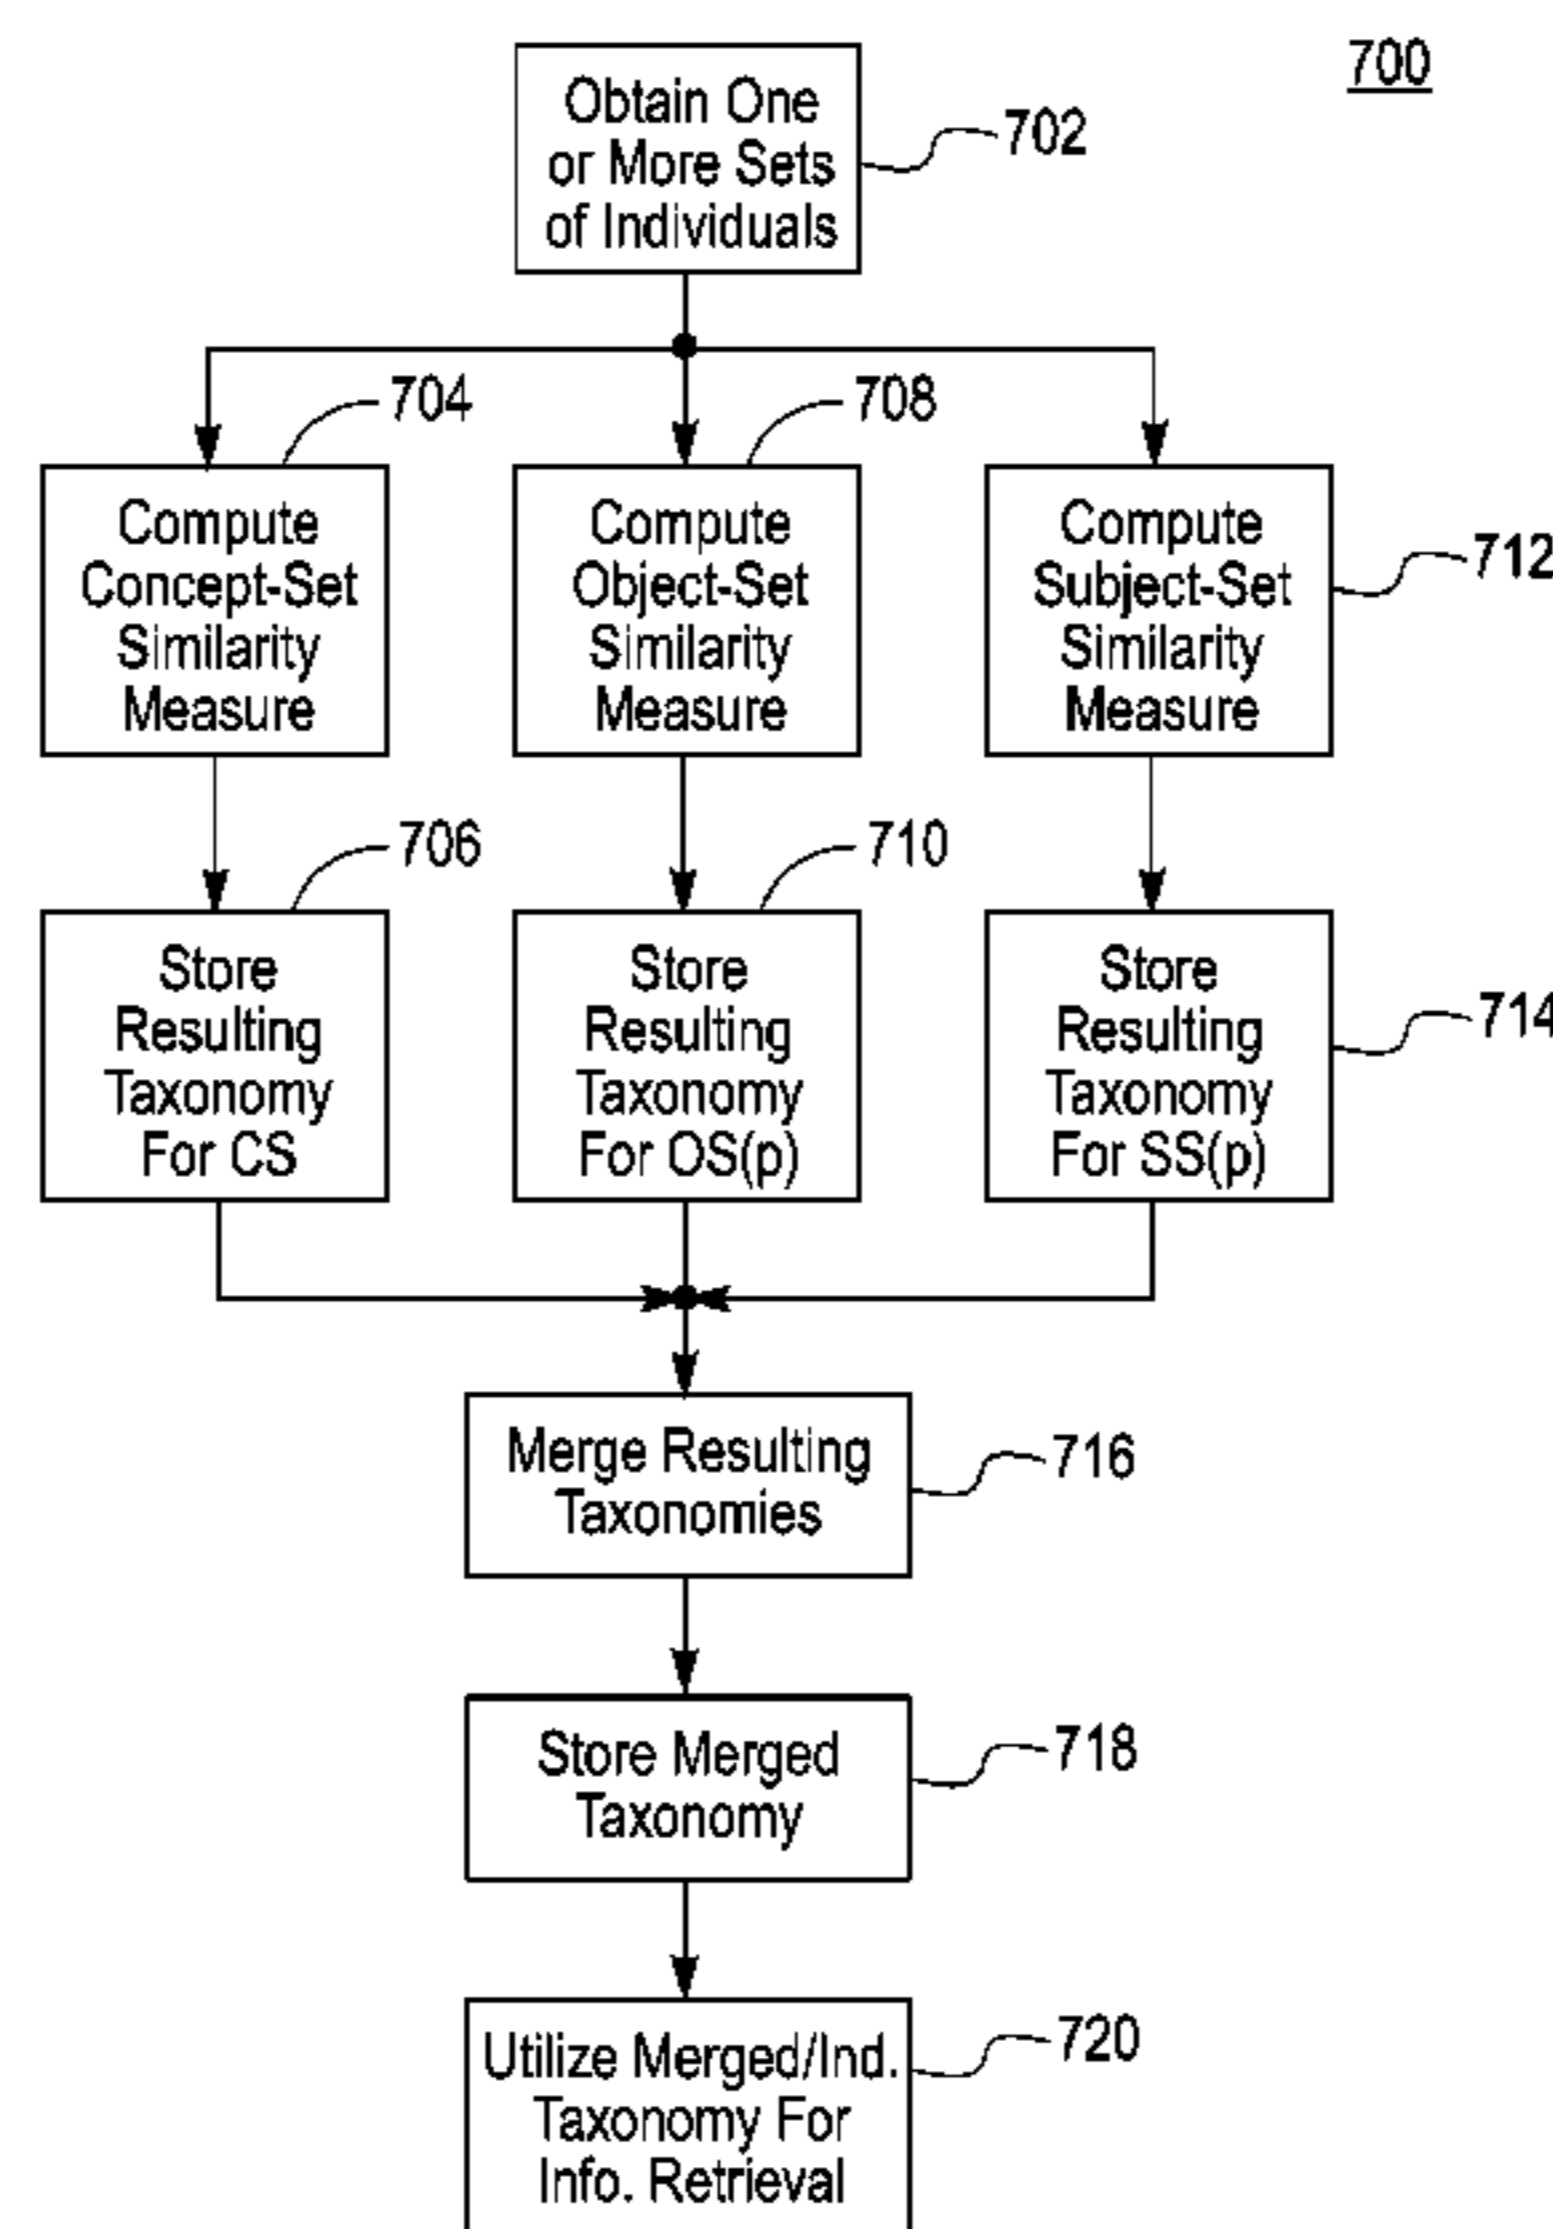 700
Obtain One
or More Sets
of Individuals
702
704
708
Compute
Concept-Set
Similarity
Measure
Compute
Object-Set
Similarity
Measure
Compute
Subject-Set
Similarity
Measure
712
706
710
Store
Resulting
Taxonomy
For CS
Store
Resulting
Taxonomy
For OS(p)
Store
Resulting
Taxonomy
For SS(p)
714
Merge Resulting
Taxonomies
716
Store Merged
Taxonomy
718
Utilize Merged/Ind.
Taxonomy For
Info. Retrieval
720